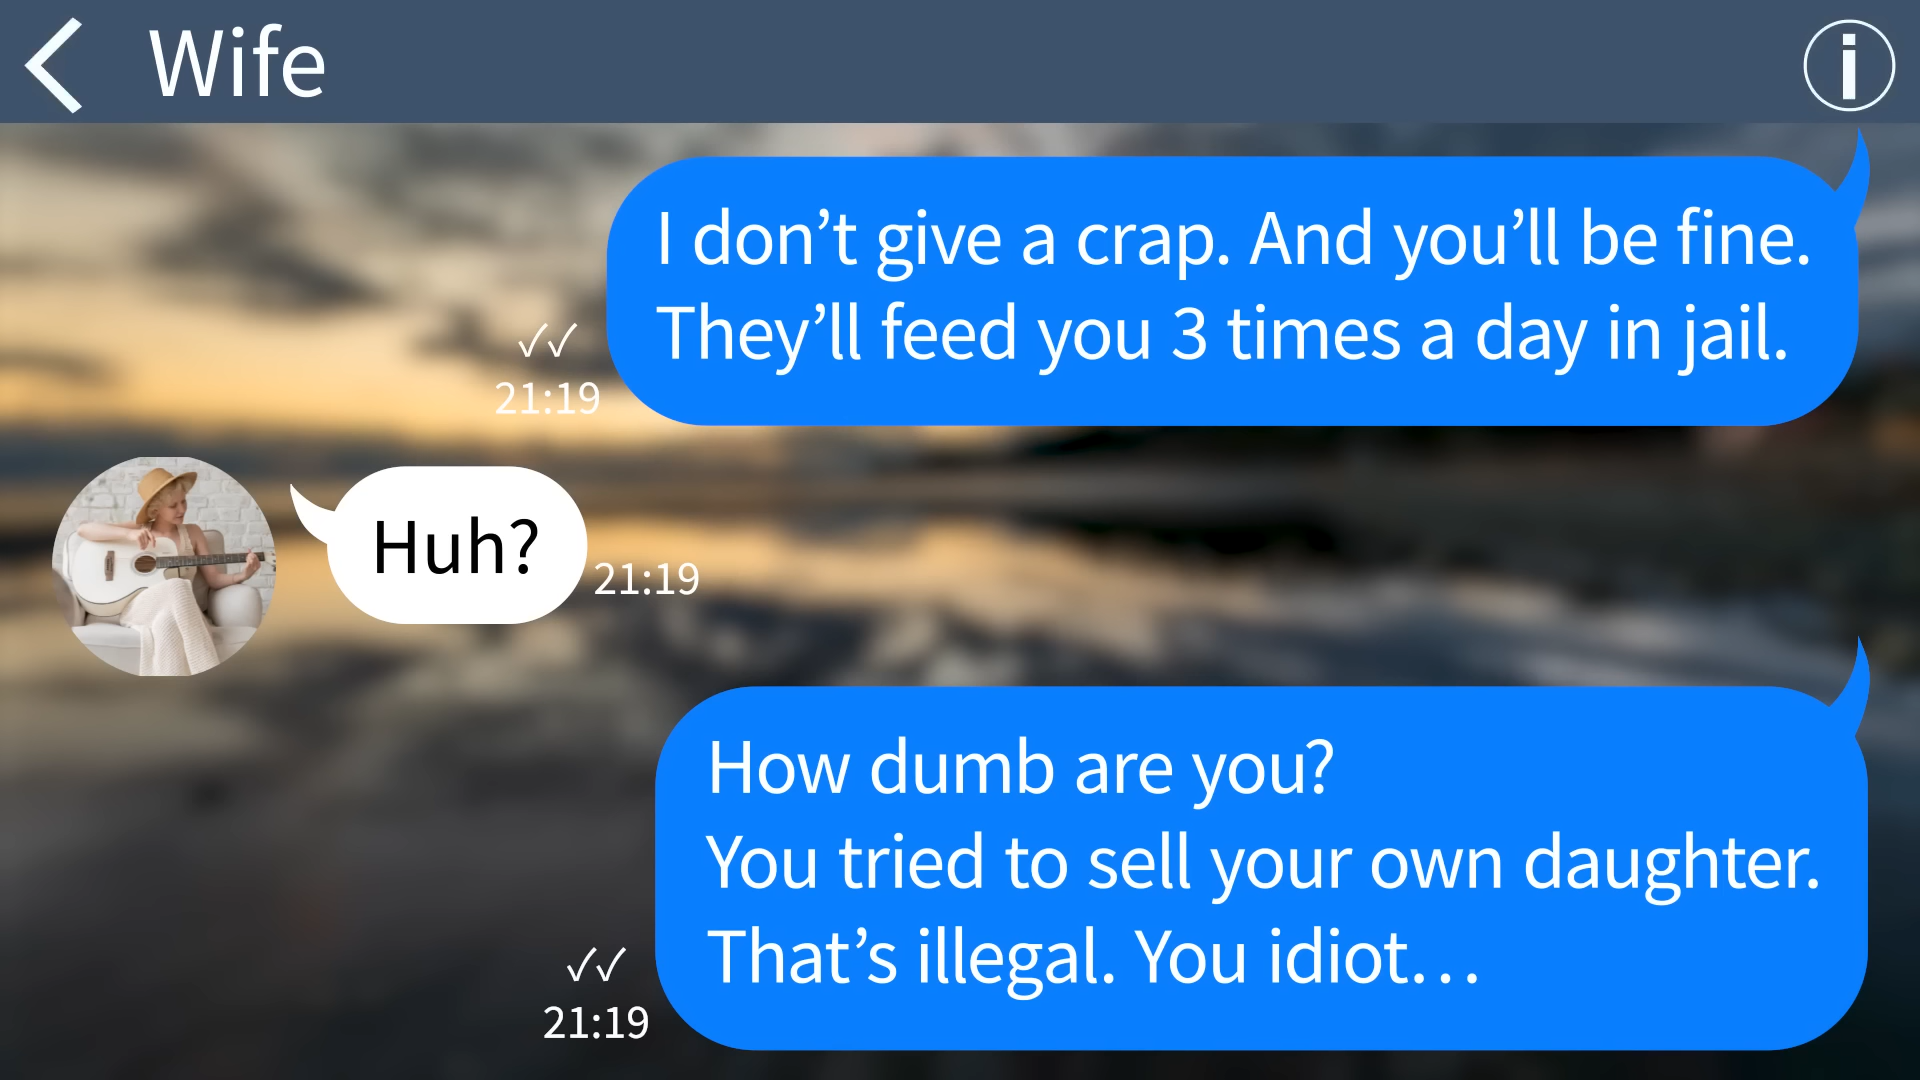 Wife
I don’t give a crap. And you’ll be fine.
They’ll feed you 3 times a day in jail.
✓✓
21:19
Huh?
21:19
How dumb are you?
You tried to sell your own daughter.
That’s illegal. You idiot…
✓✓
21:19